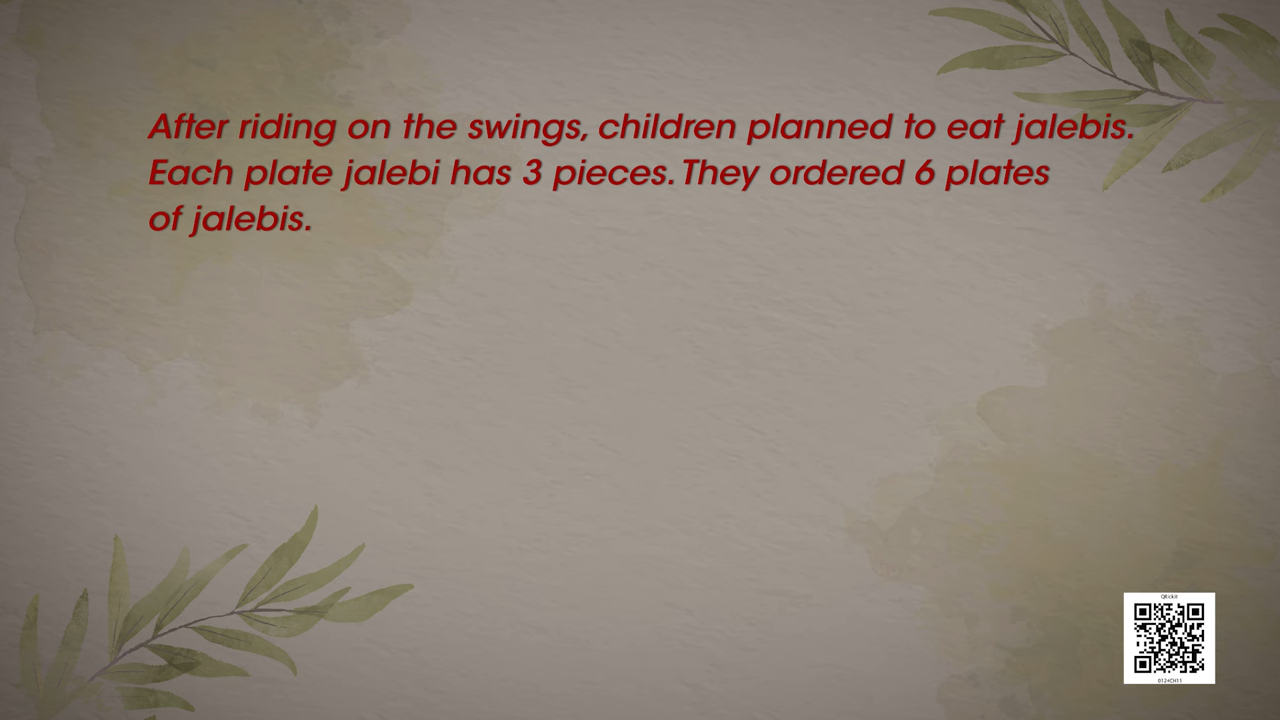 After riding on the swings, children planned to eat jalebis.
Each plate jalebi has 3 pieces. They ordered 6 plates
of jalebis.
0124CH11